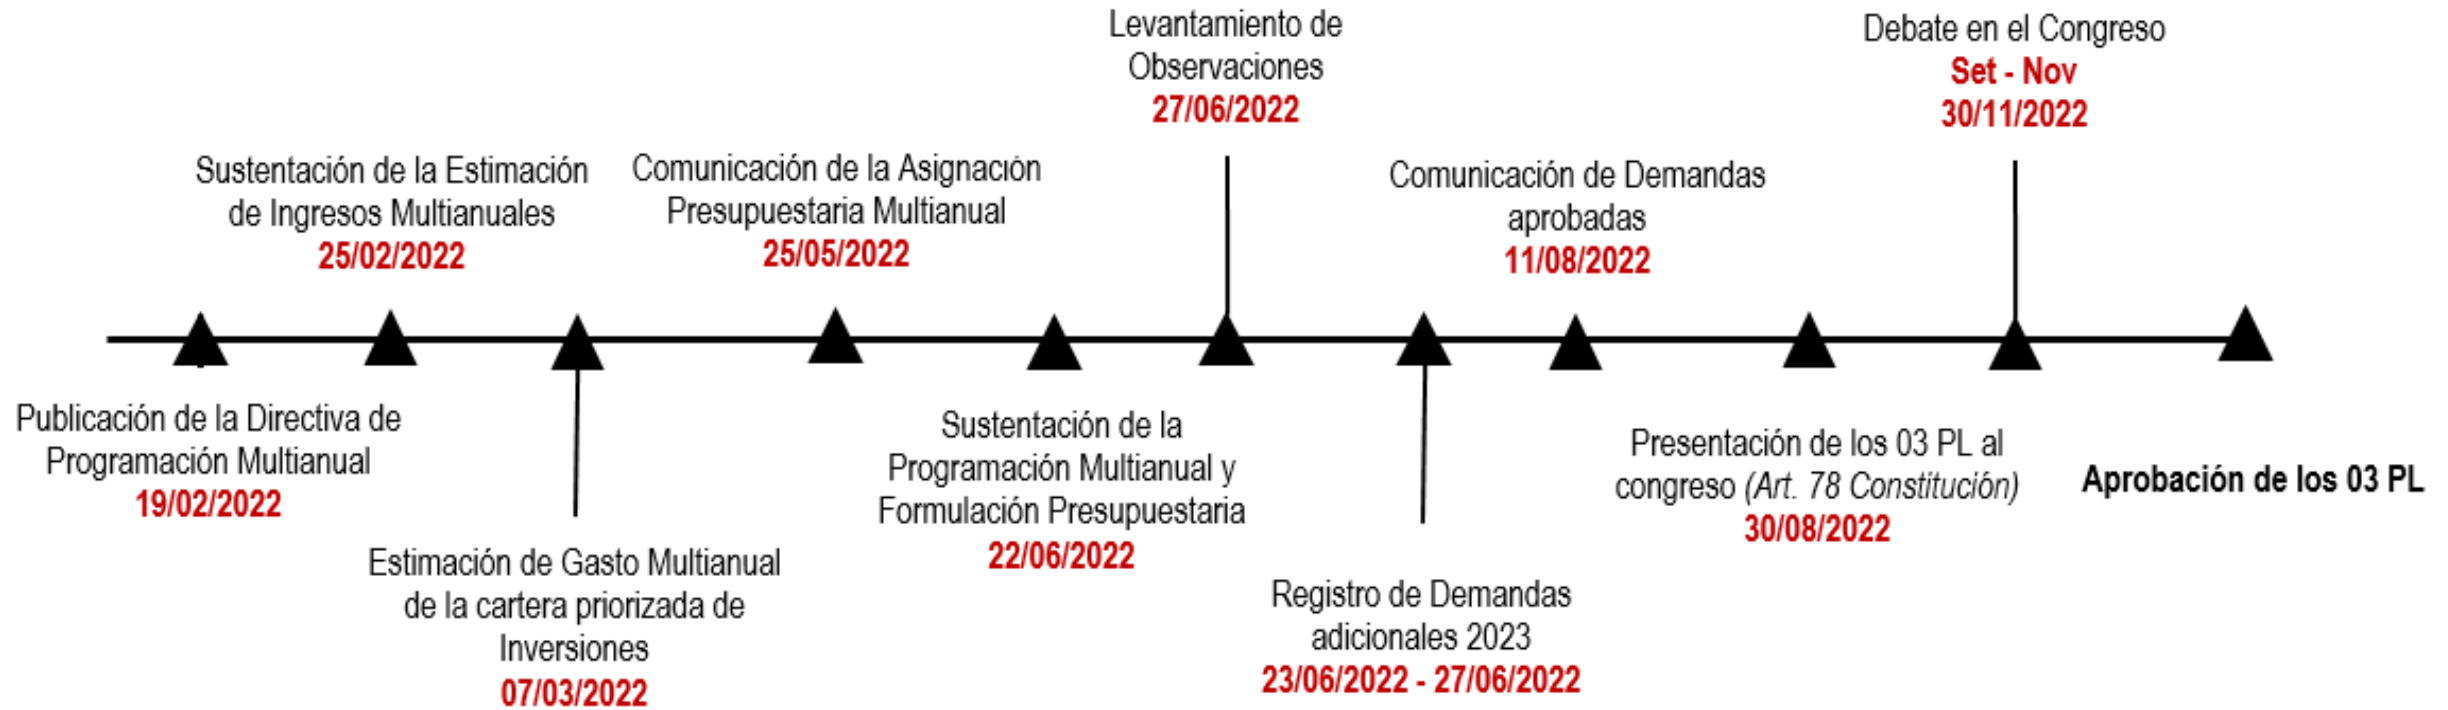 Publicación de la Directiva de
Programación Multianual
19/02/2022
Sustentación de la Estimación
de Ingresos Multianuales
25/02/2022
Estimación de Gasto Multianual
de la cartera priorizada de
Inversiones
07/03/2022
Comunicación de la Asignación
Presupuestaria Multianual
25/05/2022
Sustentación de la
Programación Multianual y
Formulación Presupuestaria
22/06/2022
Levantamiento de
Observaciones
27/06/2022
Registro de Demandas
adicionales 2023
23/06/2022 - 27/06/2022
Comunicación de Demandas
aprobadas
11/08/2022
Presentación de los 03 PL al
congreso (Art. 78 Constitución)
30/08/2022
Debate en el Congreso
Set - Nov
30/11/2022
Aprobación de los 03 PL